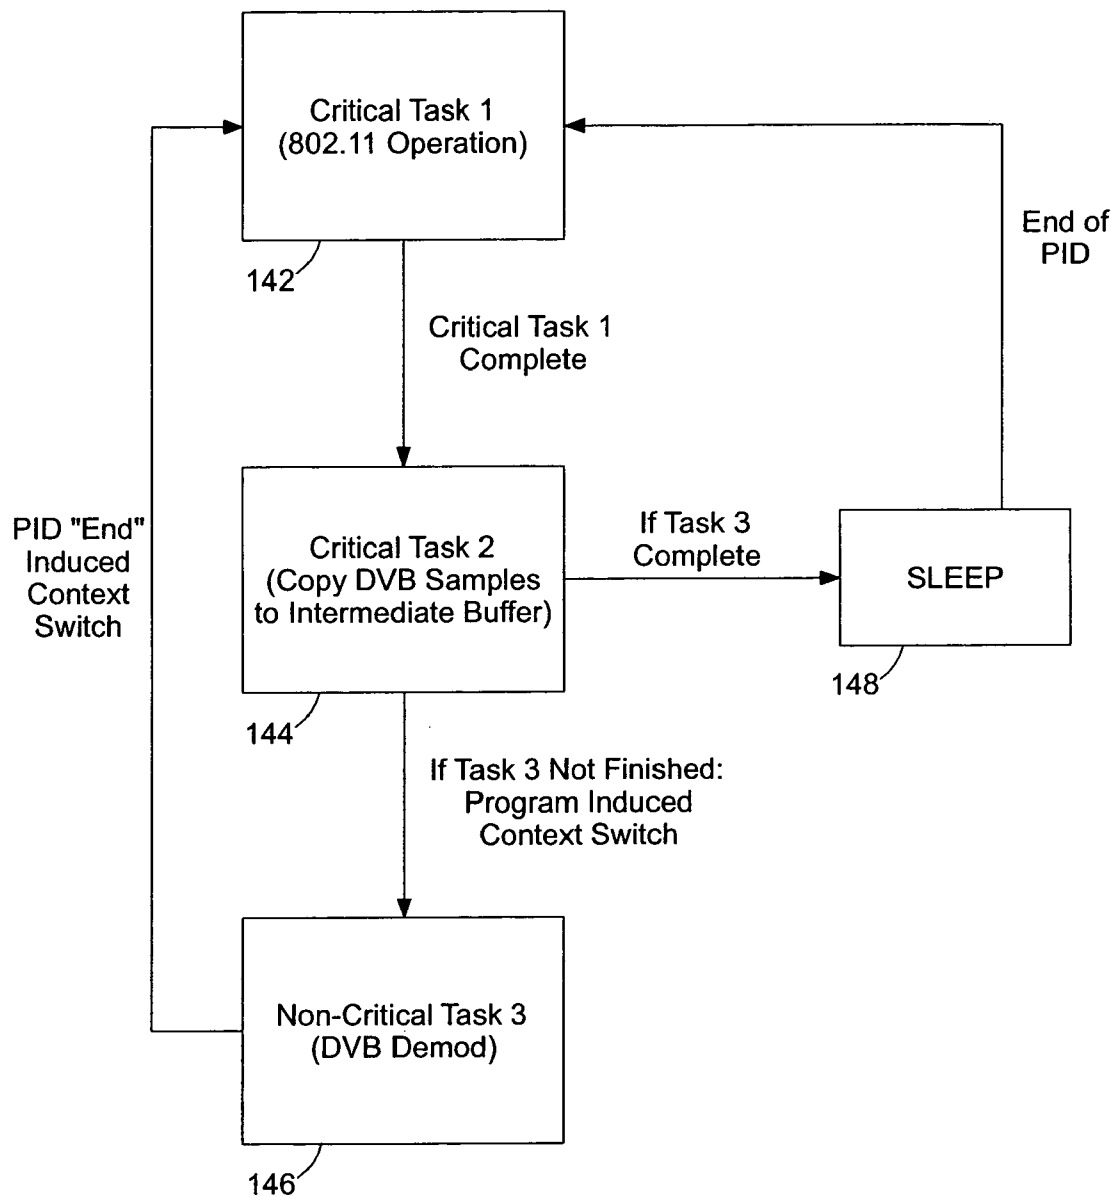 Critical Task 1
(802.11 Operation)
142
End of
PID
Critical Task 1
Complete
PID "End"
Induced
Context
Switch
Critical Task 2
(Copy DVB Samples
to Intermediate Buffer)
144
If Task 3
Complete
SLEEP
148
If Task 3 Not Finished:
Program Induced
Context Switch
Non-Critical Task 3
(DVB Demod)
146